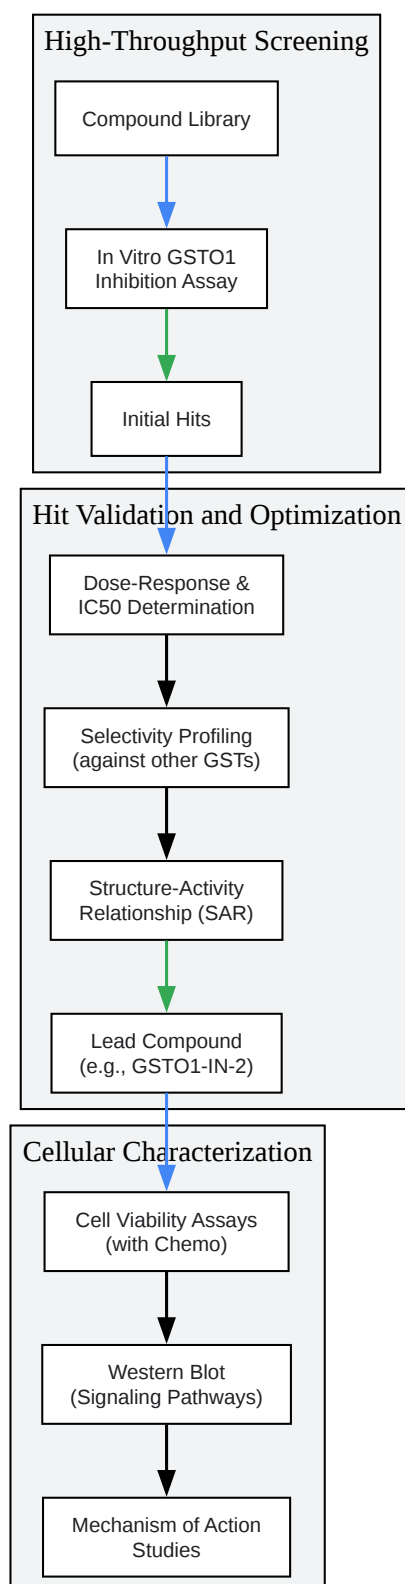 High-Throughput Screening
Compound Library
In Vitro GSTO1
Inhibition Assay
Initial Hits
Hit Validation and Optimization
Dose-Response &
IC50 Determination
Selectivity Profiling
(against other GSTs)
Structure-Activity
Relationship (SAR)
Lead Compound
(e.g., GSTO1-IN-2)
Cellular Characterization
Cell Viability Assays
(with Chemo)
Western Blot
(Signaling Pathways)
Mechanism of Action
Studies